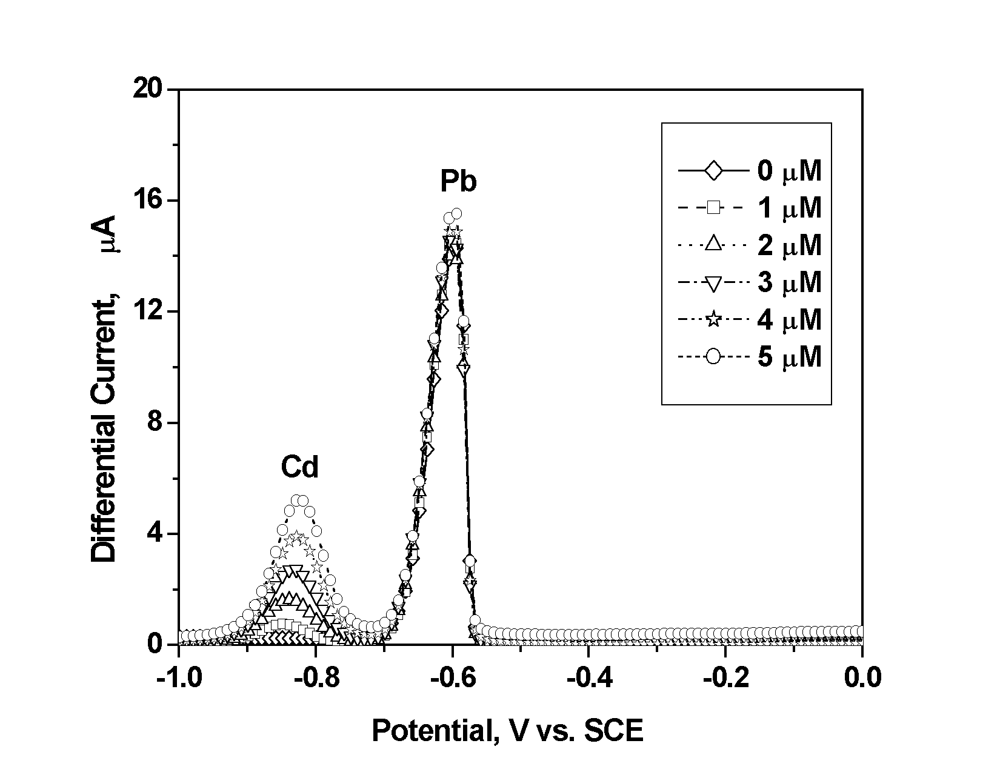 20
16
12
8
4
0
-1.0
-0.8
-0.6
-0.4
-0.2
0.0
Differential Current, μA
Potential, V vs. SCE
Cd
Pb
0 μM
1 μM
2 μM
3 μM
4 μM
5 μM